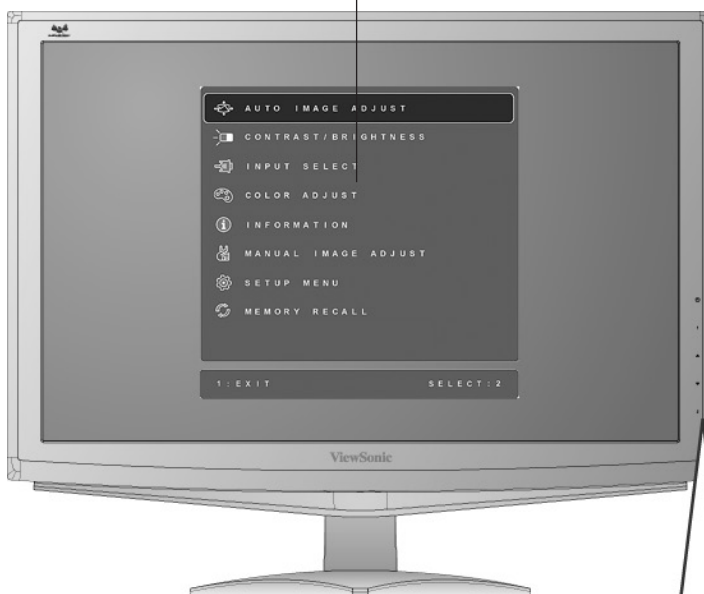 AUTO IMAGE ADJUST
CONTRAST/BRIGHTNESS
INPUT SELECT
COLOR ADJUST
INFORMATION
MANUAL IMAGE ADJUST
SETUP MENU
MEMORY RECALL
1:EXIT SELECT:2
ViewSonic